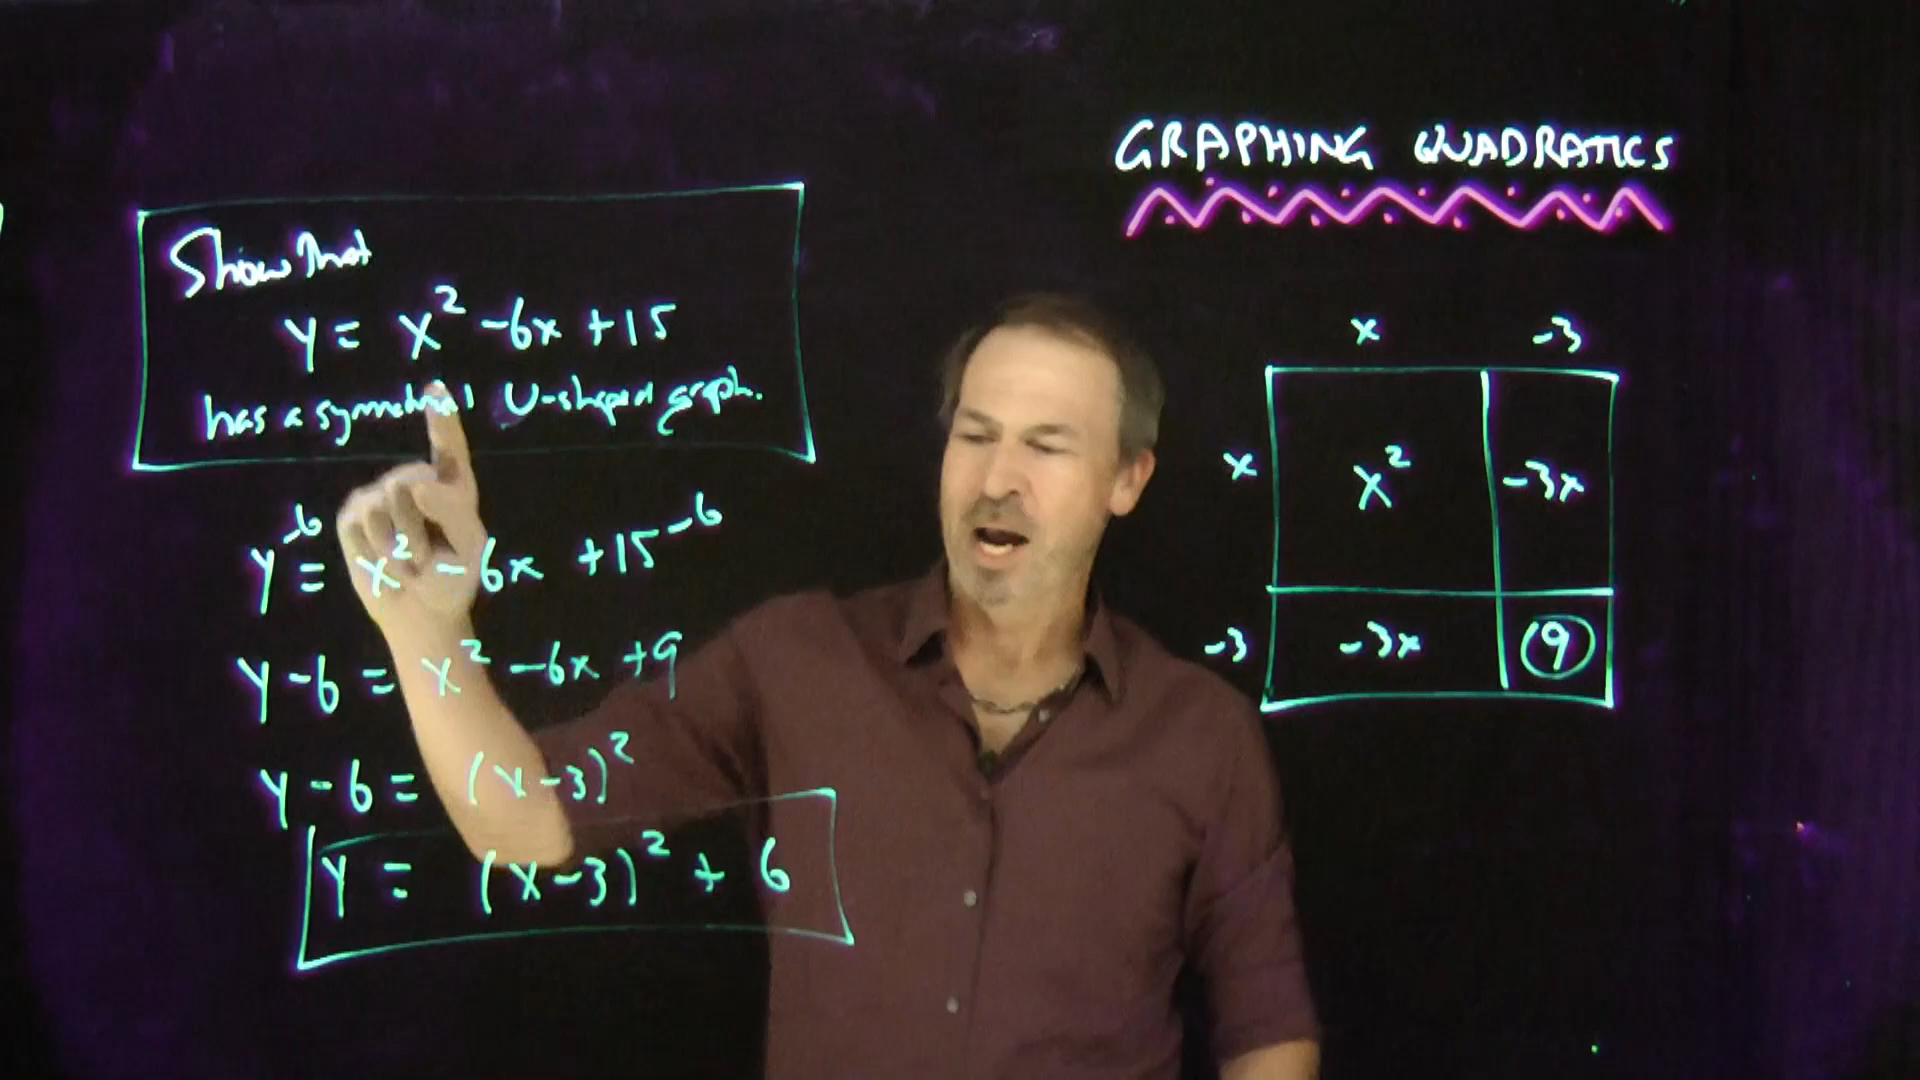 GRAPHING QUADRATICS
Show that
y = x² - 6x + 15
has a symmetrical U-shaped graph.
y - 6 = x² - 6x + 15 - 6
y - 6 = x² - 6x + 9
y - 6 = (x - 3)²
y = (x - 3)² + 6
x -3
x x² -3x
-3 -3x 9